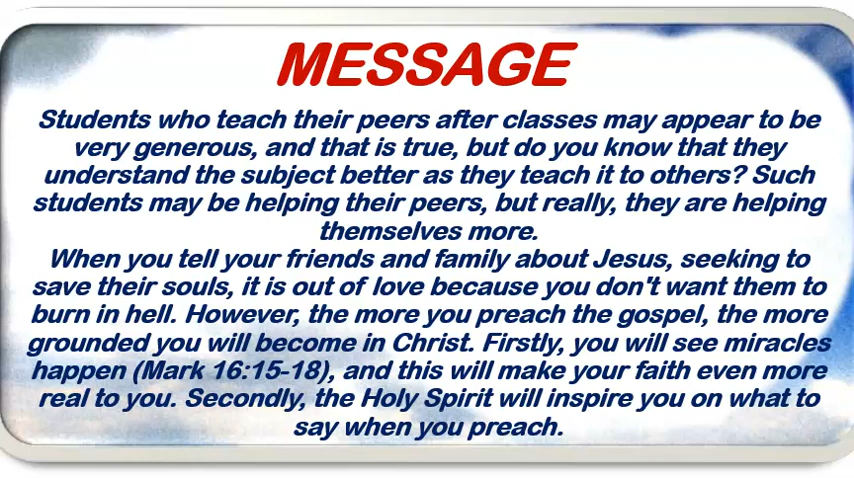 MESSAGE
Students who teach their peers after classes may appear to be
very generous, and that is true, but do you know that they
understand the subject better as they teach it to others? Such
students may be helping their peers, but really, they are helping
themselves more.
When you tell your friends and family about Jesus, seeking to
save their souls, it is out of love because you don't want them to
burn in hell. However, the more you preach the gospel, the more
grounded you will become in Christ. Firstly, you will see miracles
happen (Mark 16:15-18), and this will make your faith even more
real to you. Secondly, the Holy Spirit will inspire you on what to
say when you preach.